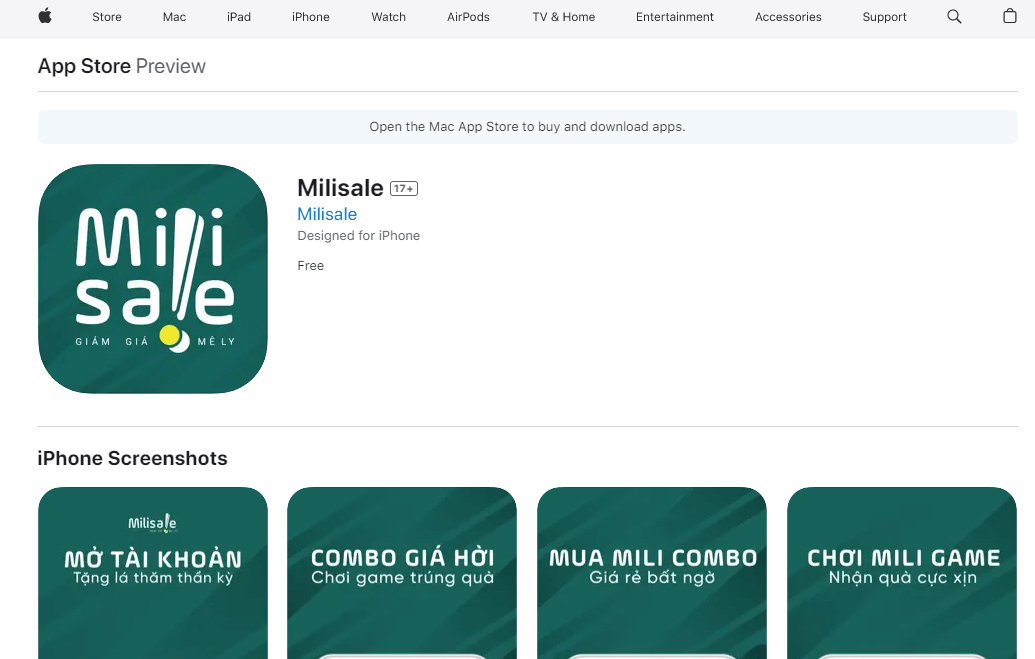 Store Mac iPad iPhone Watch AirPods TV & Home Entertainment Accessories Support
App Store Preview
Open the Mac App Store to buy and download apps.
Mili
sale
GIẢM GIÁ MÊ LY
Milisale 17+
Milisale
Designed for iPhone
Free
iPhone Screenshots
Milisale
MỞ TÀI KHOẢN
Tặng lá thăm thần kỳ
COMBO GIÁ HỜI
Chơi game trúng quà
MUA MILI COMBO
Giá rẻ bất ngờ
CHƠI MILI GAME
Nhận quà cực xịn